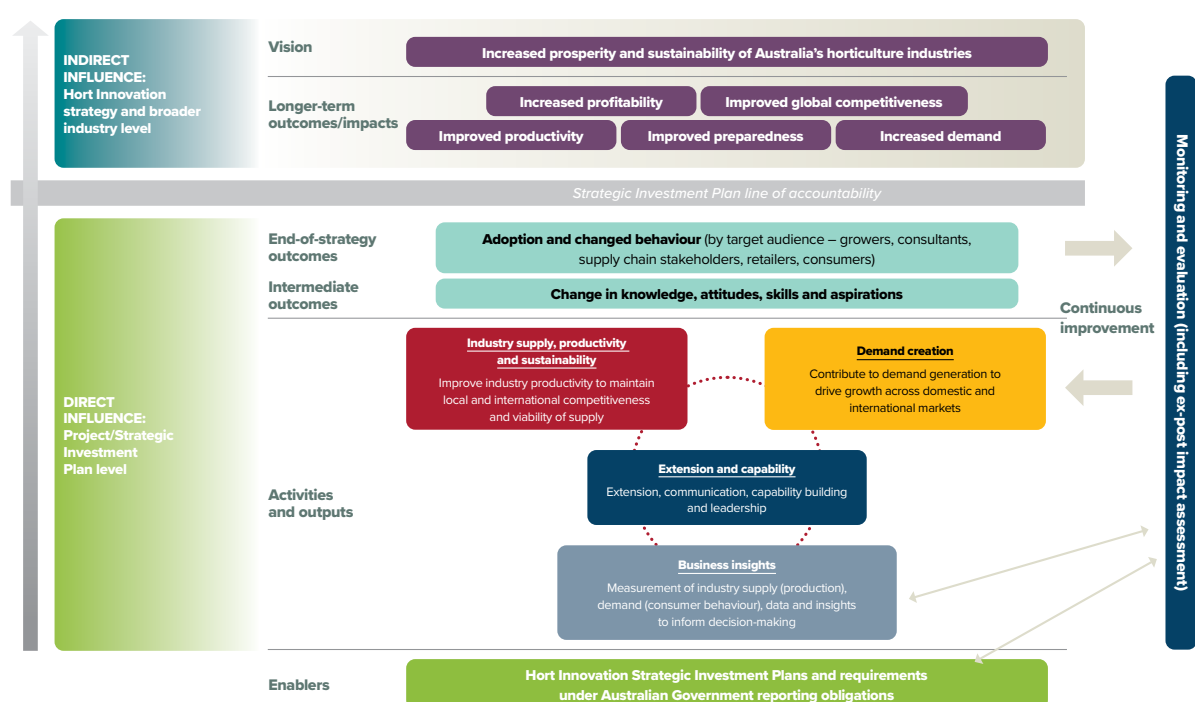 INDIRECT
INFLUENCE:
Hort Innovation
strategy and broader
industry level
Vision
Increased prosperity and sustainability of Australia's horticulture industries
Longer-term
outcomes/impacts
Increased profitability
Improved global competitiveness
Improved productivity
Improved preparedness
Increased demand
Strategic Investment Plan line of accountability
DIRECT
INFLUENCE:
Project/Strategic
Investment
Plan level
End-of-strategy
outcomes
Adoption and changed behaviour (by target audience – growers, consultants,
supply chain stakeholders, retailers, consumers)
Intermediate
outcomes
Change in knowledge, attitudes, skills and aspirations
Activities
and outputs
Industry supply, productivity
and sustainability
Improve industry productivity to maintain
local and international competitiveness
and viability of supply
Demand creation
Contribute to demand generation to
drive growth across domestic and
international markets
Extension and capability
Extension, communication, capability building
and leadership
Business insights
Measurement of industry supply (production),
demand (consumer behaviour), data and insights
to inform decision-making
Enablers
Hort Innovation Strategic Investment Plans and requirements
under Australian Government reporting obligations
Continuous
improvement
Monitoring and evaluation (including ex-post impact assessment)